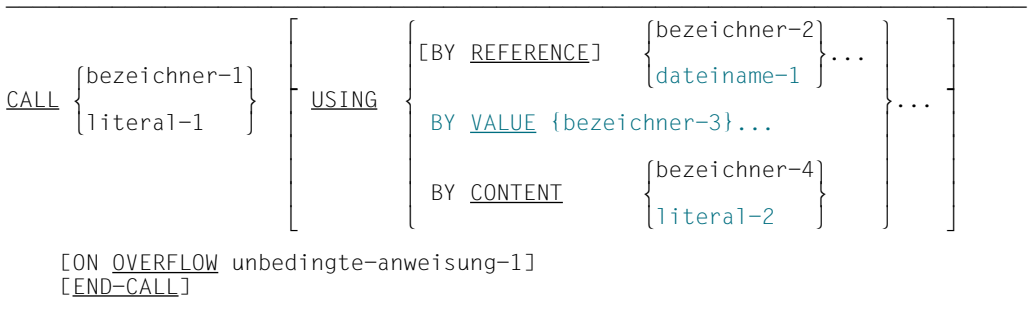 bezeichner-2
[BY REFERENCE] ...
bezeichner-1 dateiname-1
CALL USING ...
literal-1 BY VALUE {bezeichner-3}...
bezeichner-4
BY CONTENT
literal-2
[ON OVERFLOW unbedingte-anweisung-1]
[END-CALL]